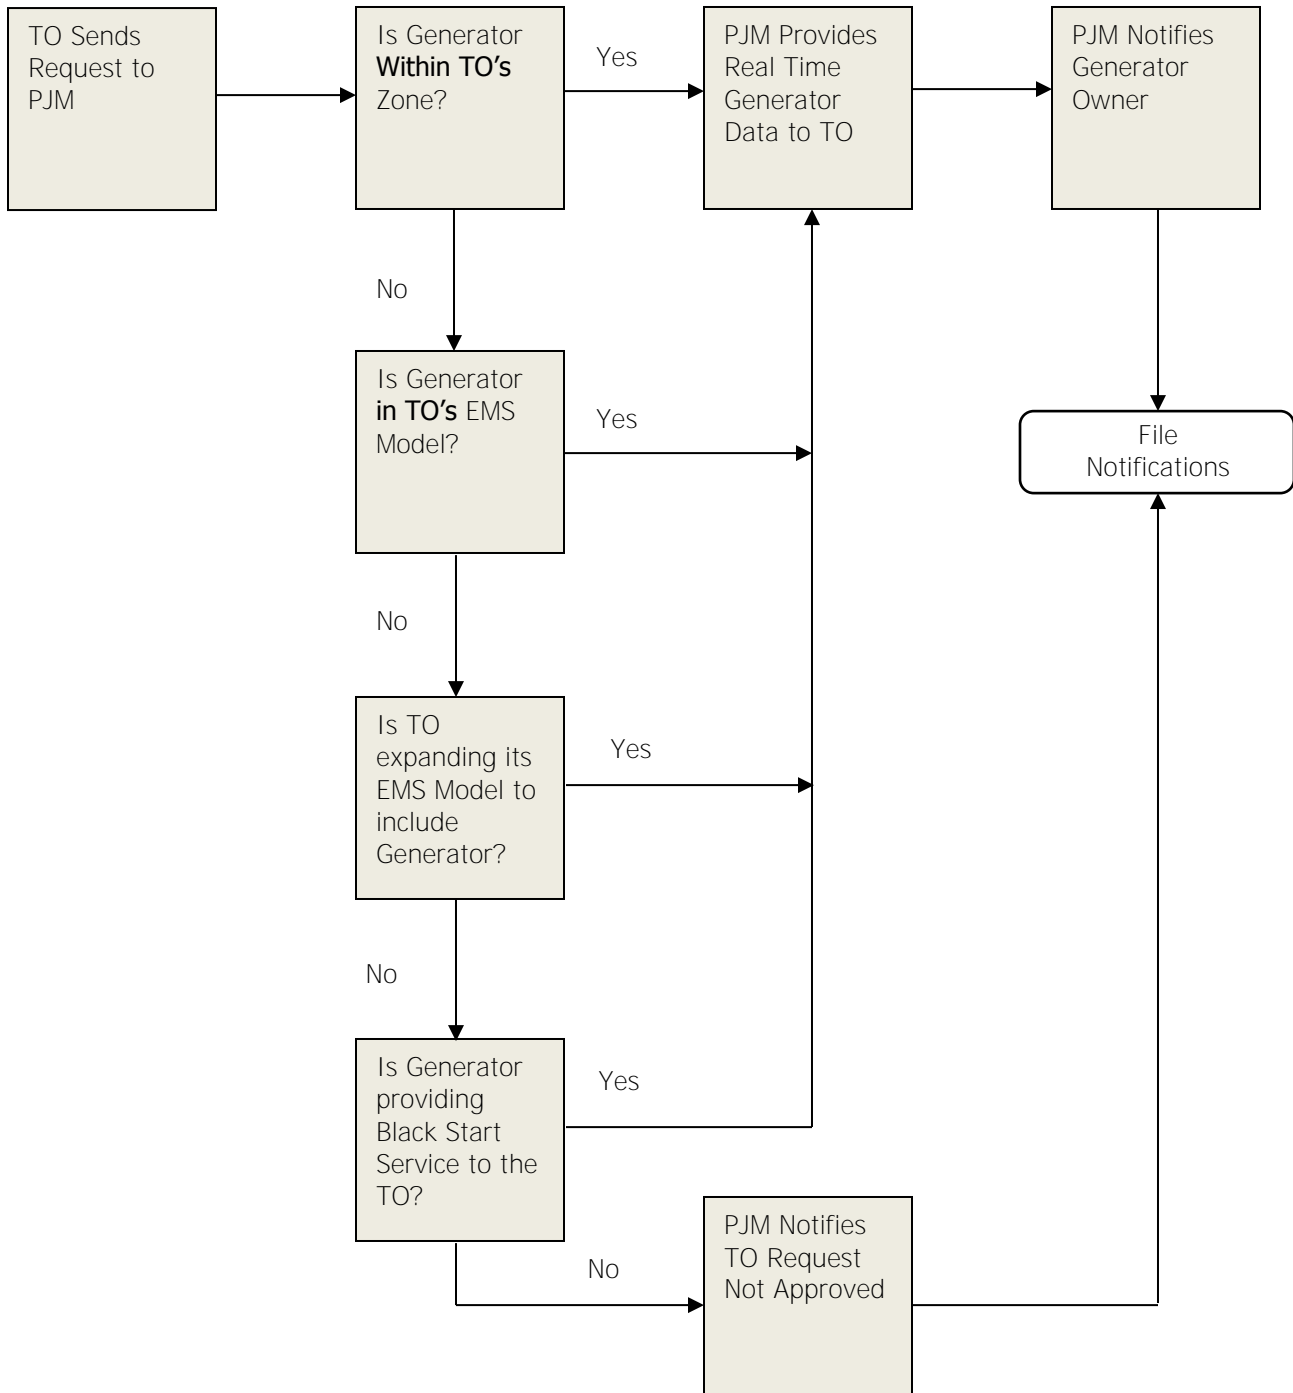 TO Sends
Request to
PJM
Is Generator
Within TO's
Zone?
Yes
PJM Provides
Real Time
Generator
Data to TO
PJM Notifies
Generator
Owner
No
Is Generator
in TO's EMS
Model?
Yes
File
Notifications
No
Is TO
expanding its
EMS Model to
include
Generator?
Yes
No
Is Generator
providing
Black Start
Service to the
TO?
Yes
No
PJM Notifies
TO Request
Not Approved